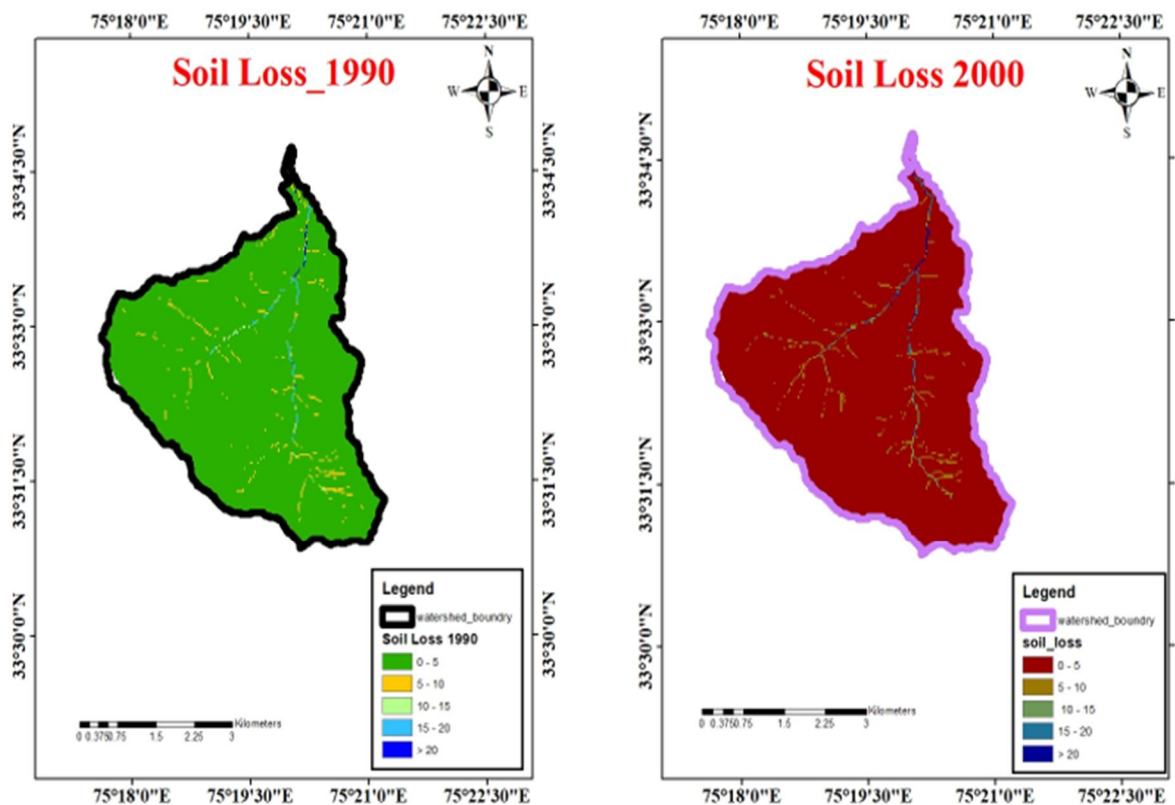 75°18'0"E 75°19'30"E 75°21'0"E 75°22'30"E
Soil Loss_1990
N
W E
S
33°34'30"N 33°34'30"N
33°33'0"N 33°33'0"N
33°31'30"N 33°31'30"N
33°30'0"N 33°30'0"N
Legend
watershed_boundry
Soil Loss 1990
0 - 5
5 - 10
10 - 15
15 - 20
> 20
Kilometers
0 0.375 0.75 1.5 2.25 3
75°18'0"E 75°19'30"E 75°21'0"E 75°22'30"E
75°18'0"E 75°19'30"E 75°21'0"E 75°22'30"E
Soil Loss 2000
N
W E
S
33°34'30"N
33°33'0"N
33°31'30"N
33°30'0"N
Legend
watershed_boundry
soil_loss
0 - 5
5 - 10
10 - 15
15 - 20
> 20
Kilometers
0 0.375 0.75 1.5 2.25 3
75°18'0"E 75°19'30"E 75°21'0"E 75°22'30"E